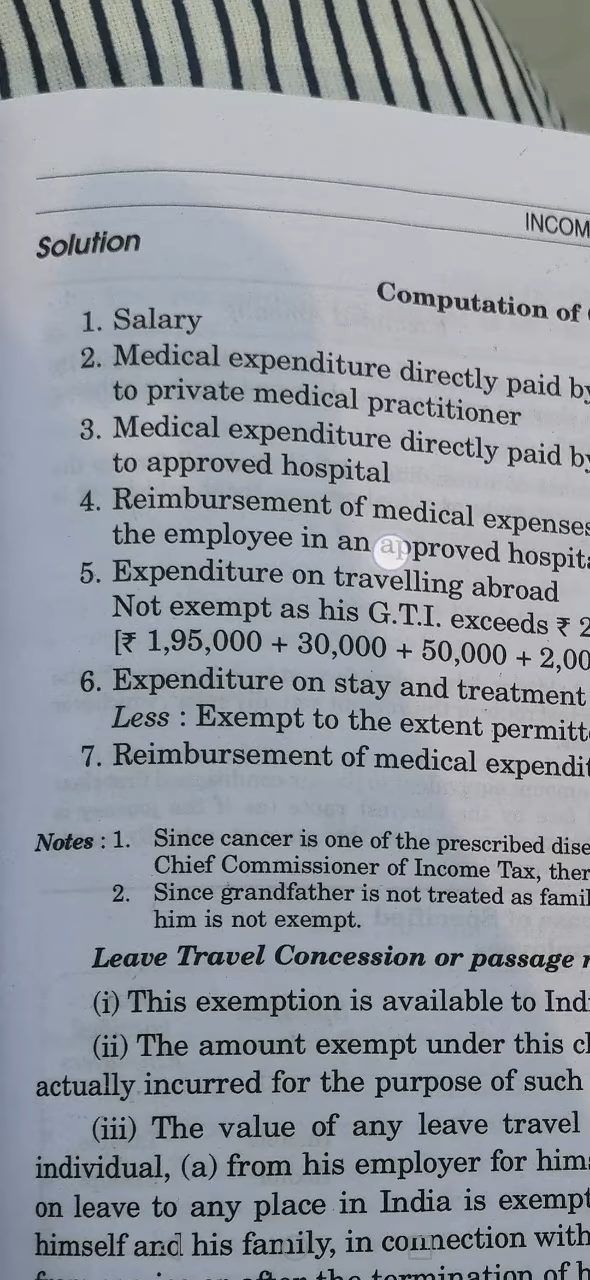 INCOM
Solution
Computation of
1. Salary
2. Medical expenditure directly paid by
to private medical practitioner
3. Medical expenditure directly paid by
to approved hospital
4. Reimbursement of medical expenses
the employee in an approved hospita
5. Expenditure on travelling abroad
Not exempt as his G.T.I. exceeds ₹ 2
[₹ 1,95,000 + 30,000 + 50,000 + 2,00
6. Expenditure on stay and treatment
Less : Exempt to the extent permitte
7. Reimbursement of medical expendit
Notes : 1. Since cancer is one of the prescribed dise
Chief Commissioner of Income Tax, ther
2. Since grandfather is not treated as famil
him is not exempt.
Leave Travel Concession or passage
(i) This exemption is available to Indi
(ii) The amount exempt under this cl
actually incurred for the purpose of such
(iii) The value of any leave travel
individual, (a) from his employer for hims
on leave to any place in India is exempt
himself and his family, in connection with
the termination of h